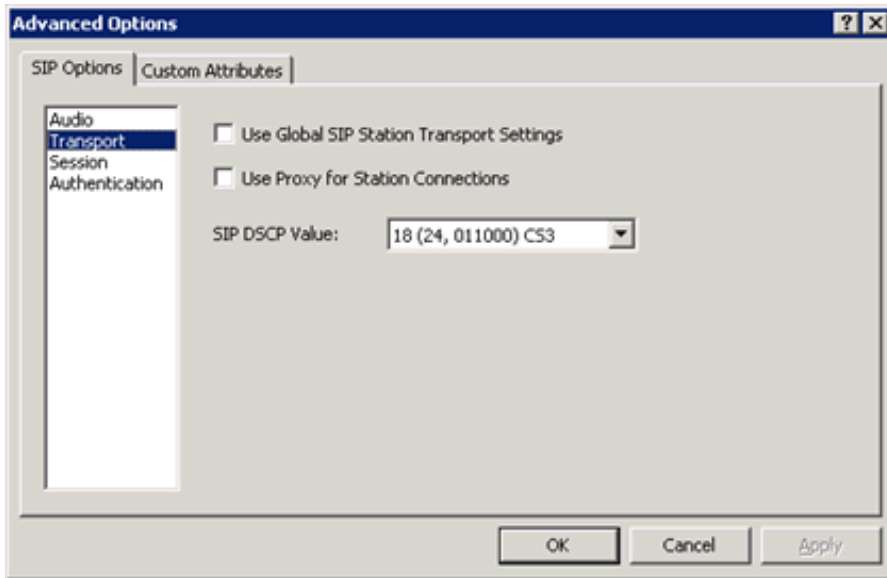 Advanced Options
SIP Options
Custom Attributes
Audio
Transport
Session
Authentication
Use Global SIP Station Transport Settings
Use Proxy for Station Connections
SIP DSCP Value:
18 (24, 011000) CS3
OK
Cancel
Apply